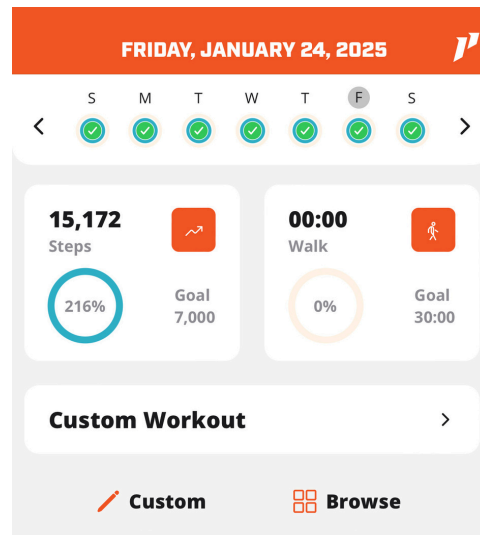 FRIDAY, JANUARY 24, 2025
S M T W T F S
15,172
Steps
216%
Goal
7,000
00:00
Walk
0%
Goal
30:00
Custom Workout
Custom
Browse